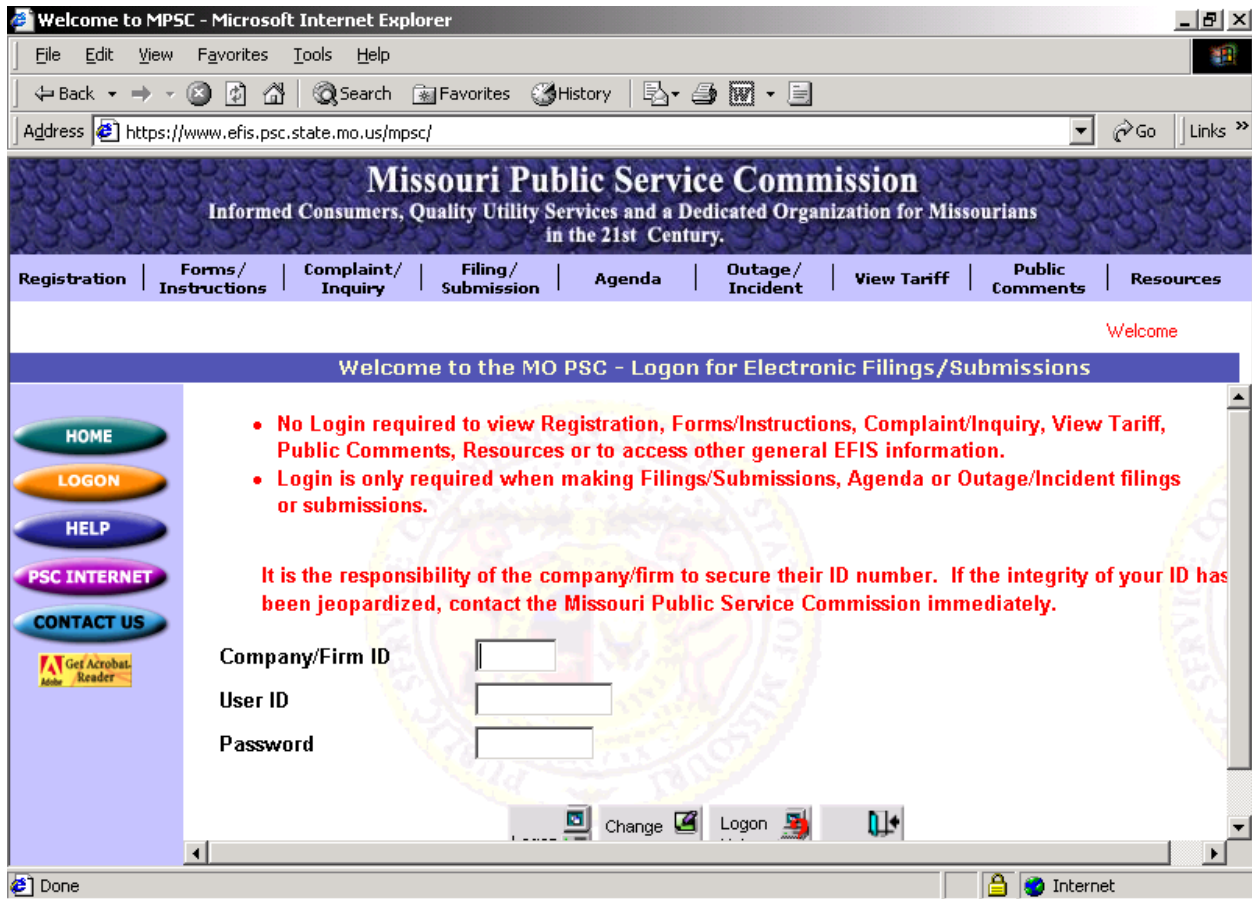 Welcome to MPSC - Microsoft Internet Explorer
File Edit View Favorites Tools Help
Back Search Favorites History
Address https://www.efis.psc.state.mo.us/mpsc/ Go Links »
Missouri Public Service Commission
Informed Consumers, Quality Utility Services and a Dedicated Organization for Missourians
in the 21st Century.
Registration | Forms/ Instructions | Complaint/ Inquiry | Filing/ Submission | Agenda | Outage/ Incident | View Tariff | Public Comments | Resources
Welcome
Welcome to the MO PSC - Logon for Electronic Filings/Submissions
HOME
LOGON
HELP
PSC INTERNET
CONTACT US
Get Acrobat Reader
Adobe
• No Login required to view Registration, Forms/Instructions, Complaint/Inquiry, View Tariff,
Public Comments, Resources or to access other general EFIS information.
• Login is only required when making Filings/Submissions, Agenda or Outage/Incident filings
or submissions.
It is the responsibility of the company/firm to secure their ID number. If the integrity of your ID has
been jeopardized, contact the Missouri Public Service Commission immediately.
Company/Firm ID
User ID
Password
Change Logon
Done Internet